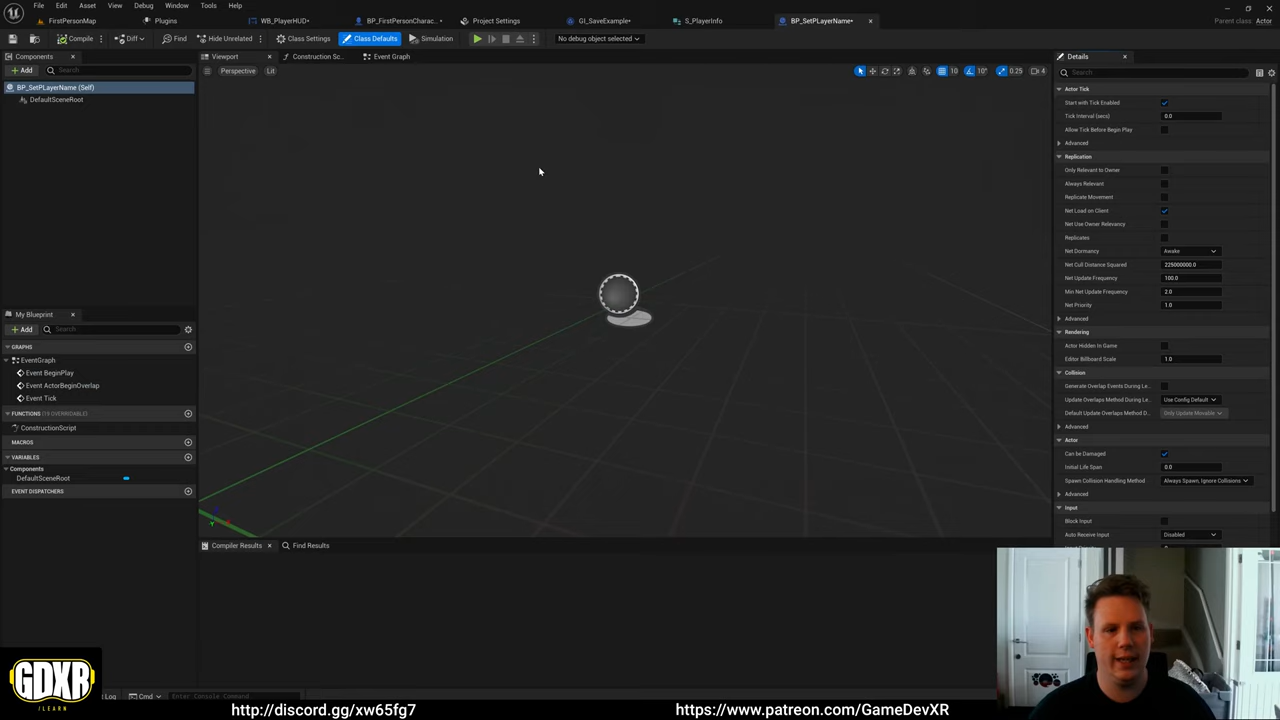 File Edit Asset View Debug Window Tools Help
Parent class: Actor
FirstPersonMap Plugins WB_PlayerHUD• BP_FirstPersonCharac... Project Settings GI_SaveExample• S_PlayerInfo BP_SetPLayerName•
Compile Diff Find Hide Unrelated Class Settings Class Defaults Simulation No debug object selected
Components
Add Search
BP_SetPLayerName (Self)
DefaultSceneRoot
My Blueprint
Add Search
GRAPHS
EventGraph
Event BeginPlay
Event ActorBeginOverlap
Event Tick
FUNCTIONS (19 OVERRIDABLE)
ConstructionScript
MACROS
VARIABLES
Components
DefaultSceneRoot
EVENT DISPATCHERS
Viewport Construction Sc... Event Graph
Perspective Lit
10 10° 0.25 4
Compiler Results Find Results
Details
Search
Actor Tick
Start with Tick Enabled
Tick Interval (secs) 0.0
Allow Tick Before Begin Play
Advanced
Replication
Only Relevant to Owner
Always Relevant
Replicate Movement
Net Load on Client
Net Use Owner Relevancy
Replicates
Net Dormancy Awake
Net Cull Distance Squared 225000000.0
Net Update Frequency 100.0
Min Net Update Frequency 2.0
Net Priority 1.0
Advanced
Rendering
Actor Hidden In Game
Editor Billboard Scale 1.0
Collision
Generate Overlap Events During Le...
Update Overlaps Method During Le... Use Config Default
Default Update Overlaps Method D... Only Update Movable
Advanced
Actor
Can be Damaged
Initial Life Span 0.0
Spawn Collision Handling Method Always Spawn, Ignore Collisions
Advanced
Input
Block Input
Auto Receive Input Disabled
GDXR
LEARN
Log Cmd Enter Console Command
http://discord.gg/xw65fg7
https://www.patreon.com/GameDevXR